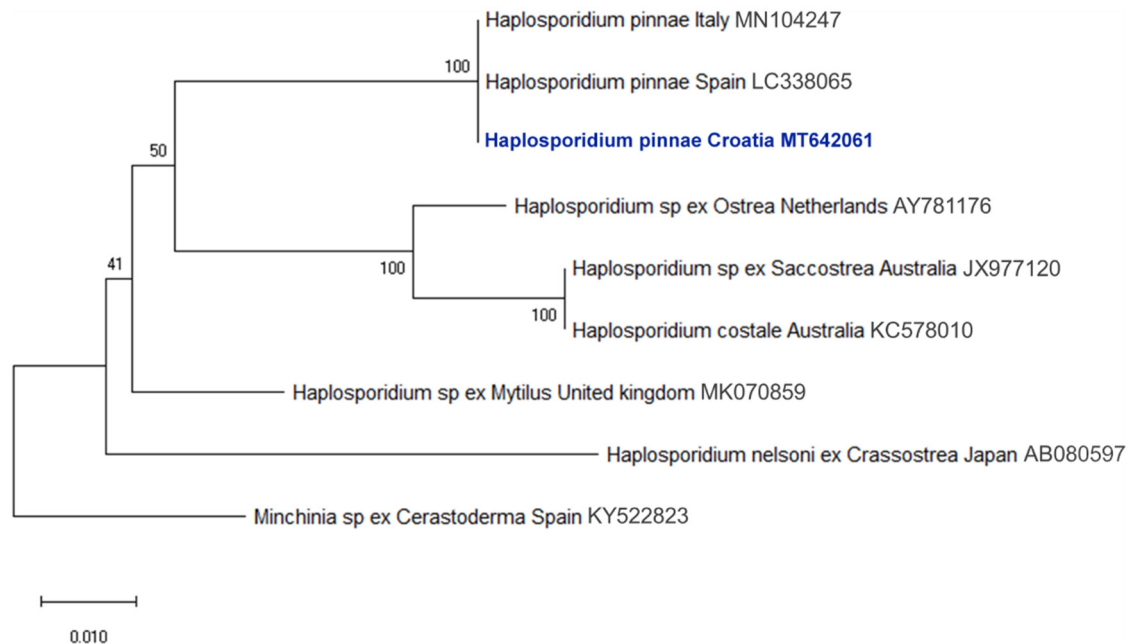 Haplosporidium pinnae Italy MN104247
100
Haplosporidium pinnae Spain LC338065
Haplosporidium pinnae Croatia MT642061
50
Haplosporidium sp ex Ostrea Netherlands AY781176
41
100
Haplosporidium sp ex Saccostrea Australia JX977120
100
Haplosporidium costale Australia KC578010
Haplosporidium sp ex Mytilus United kingdom MK070859
Haplosporidium nelsoni ex Crassostrea Japan AB080597
Minchinia sp ex Cerastoderma Spain KY522823
0.010